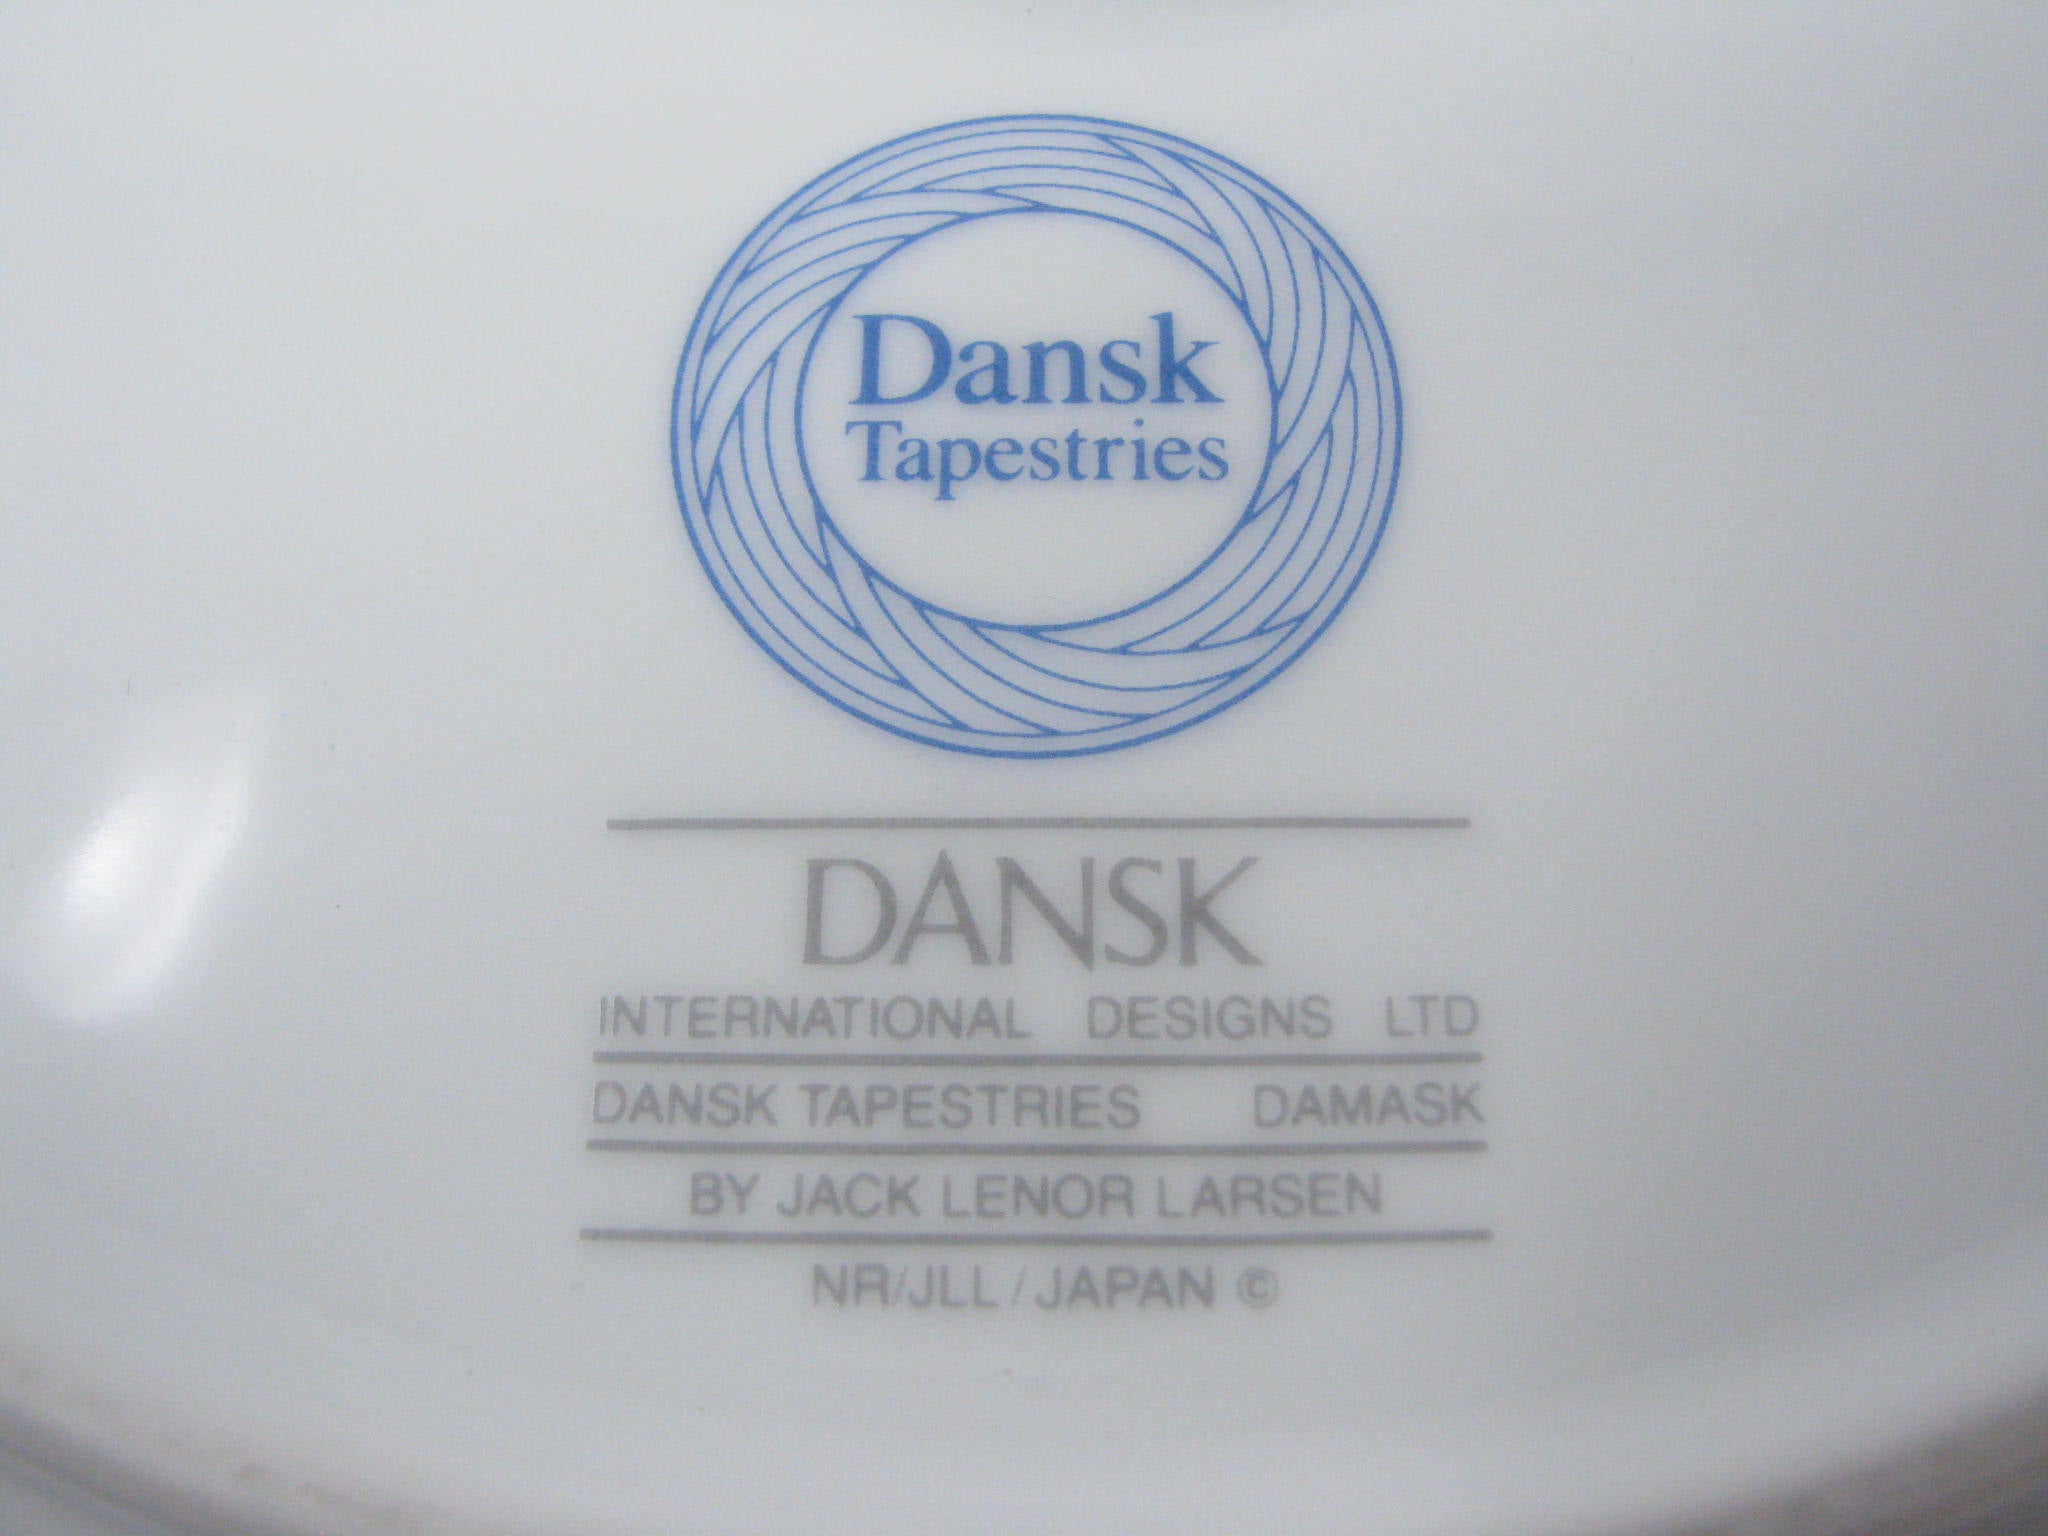 Dansk
Tapestries
DANSK
INTERNATIONAL DESIGNS LTD
DANSK TAPESTRIES DAMASK
BY JACK LENOR LARSEN
NR/JLL/JAPAN ©